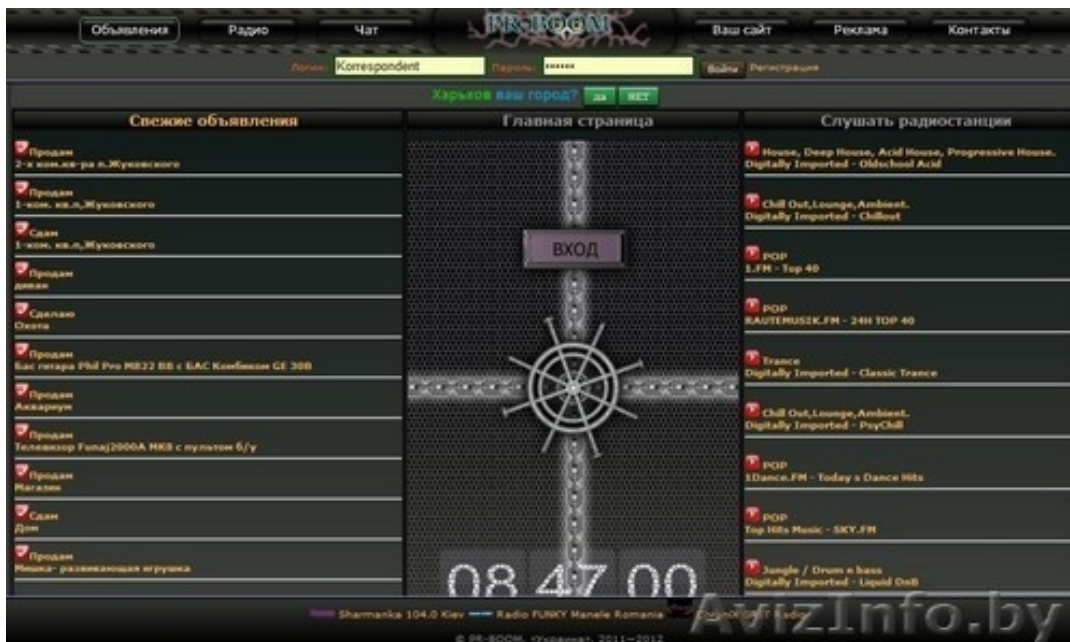 Объявления Радио Чат PR-BOOM Ваш сайт Реклама Контакты
Логин: Korrespondent Пароль: •••••• Войти Регистрация
Харьков ваш город? да НЕТ
Свежие объявления
Продам
2-х ком.кв-ра п.Жуковского
Продам
1-ком. кв.п,Жуковского
Сдам
1-ком. кв.п,Жуковского
Продам
диван
Сделаю
Охота
Продам
Бас гитара Phil Pro MB22 BB с БАС Комбиком GE 30B
Продам
Аквариум
Продам
Телевизор Funaj2000A MK8 с пультом б/у
Продам
Магазин
Сдам
Дом
Продам
Мишка- развивающая игрушка
Главная страница
ВХОД
08 47 00
Слушать радиостанции
House, Deep House, Acid House, Progressive House.
Digitally Imported - Oldschool Acid
Chill Out,Lounge,Ambient.
Digitally Imported - Chillout
POP
1.FM - Top 40
POP
RAUTEMUSIK.FM - 24H TOP 40
Trance
Digitally Imported - Classic Trance
Chill Out,Lounge,Ambient.
Digitally Imported - PsyChill
POP
1Dance.FM - Today s Dance Hits
POP
Top Hits Music - SKY.FM
Jungle / Drum n bass
Digitally Imported - Liquid DnB
Sharmanka 104.0 Kiev Radio FUNKY Manele Romania Radio
© PR-BOOM. «Украина». 2011—2012
AvizInfo.by